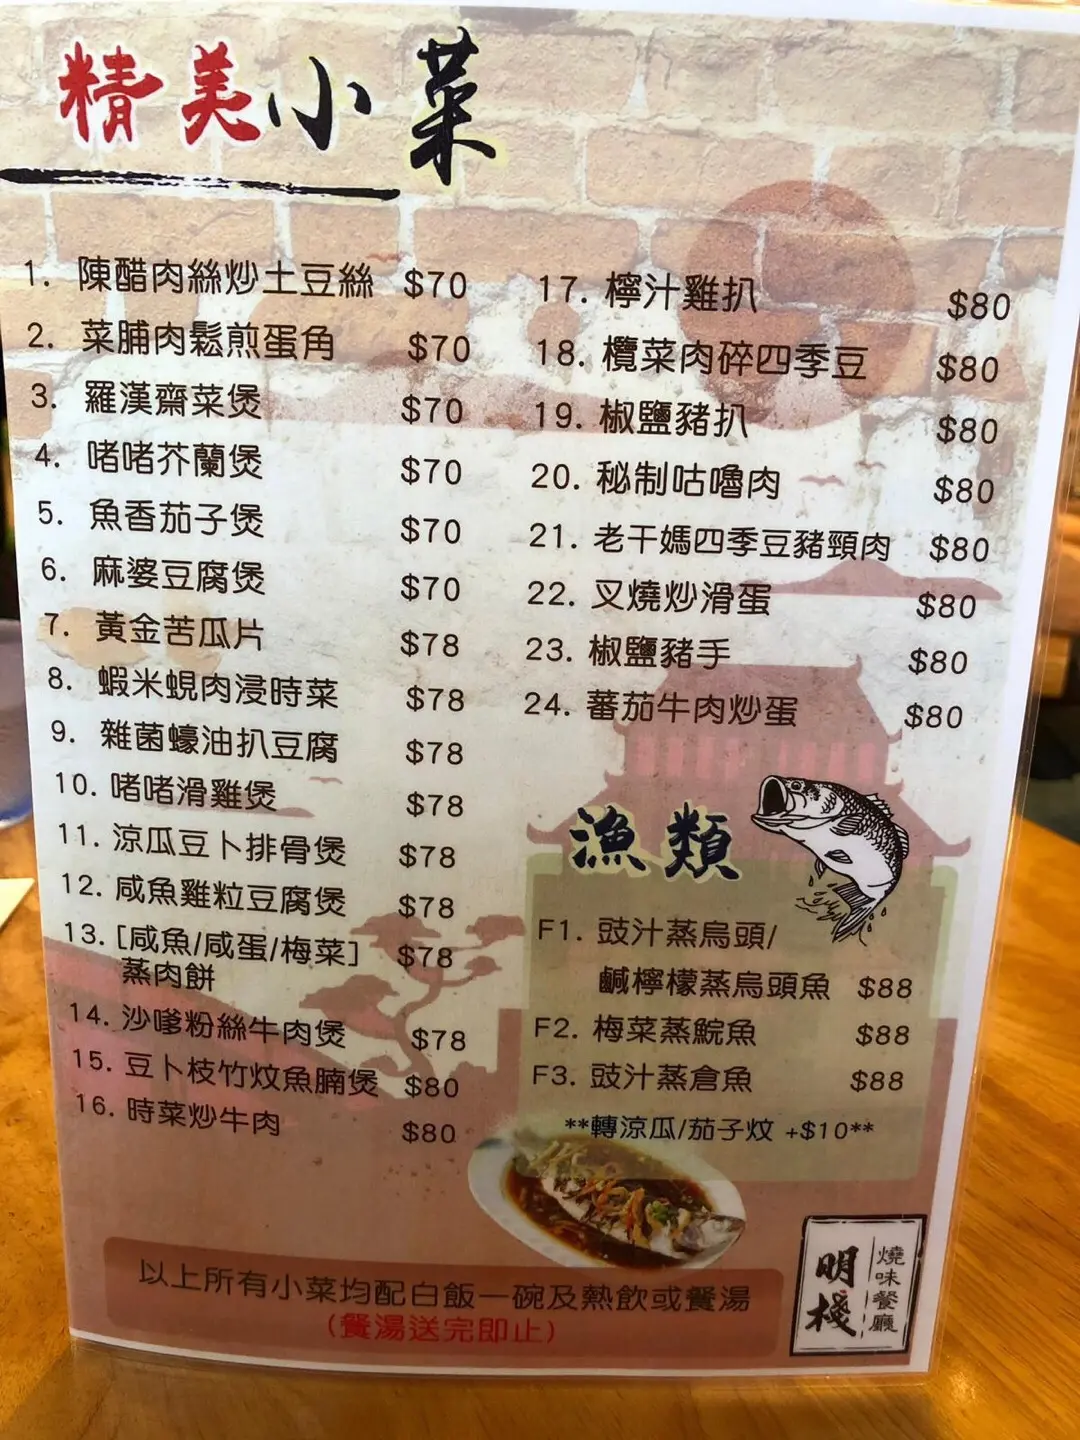 精美小菜
1. 陳醋肉絲炒土豆絲 $70
2. 菜脯肉鬆煎蛋角 $70
3. 羅漢齋菜煲 $70
4. 啫啫芥蘭煲 $70
5. 魚香茄子煲 $70
6. 麻婆豆腐煲 $70
7. 黃金苦瓜片 $78
8. 蝦米蜆肉浸時菜 $78
9. 雜菌蠔油扒豆腐 $78
10. 啫啫滑雞煲 $78
11. 涼瓜豆卜排骨煲 $78
12. 咸魚雞粒豆腐煲 $78
13. [咸魚/咸蛋/梅菜] $78
蒸肉餅
14. 沙嗲粉絲牛肉煲 $78
15. 豆卜枝竹炆魚腩煲 $80
16. 時菜炒牛肉 $80
17. 檸汁雞扒 $80
18. 欖菜肉碎四季豆 $80
19. 椒鹽豬扒 $80
20. 秘制咕嚕肉 $80
21. 老干媽四季豆豬頸肉 $80
22. 叉燒炒滑蛋 $80
23. 椒鹽豬手 $80
24. 蕃茄牛肉炒蛋 $80
漁類
F1. 豉汁蒸烏頭/
鹹檸檬蒸烏頭魚 $88
F2. 梅菜蒸鯇魚 $88
F3. 豉汁蒸倉魚 $88
**轉涼瓜/茄子炆 +$10**
以上所有小菜均配白飯一碗及熱飲或餐湯
(餐湯送完即止)
明棧
燒味餐廳